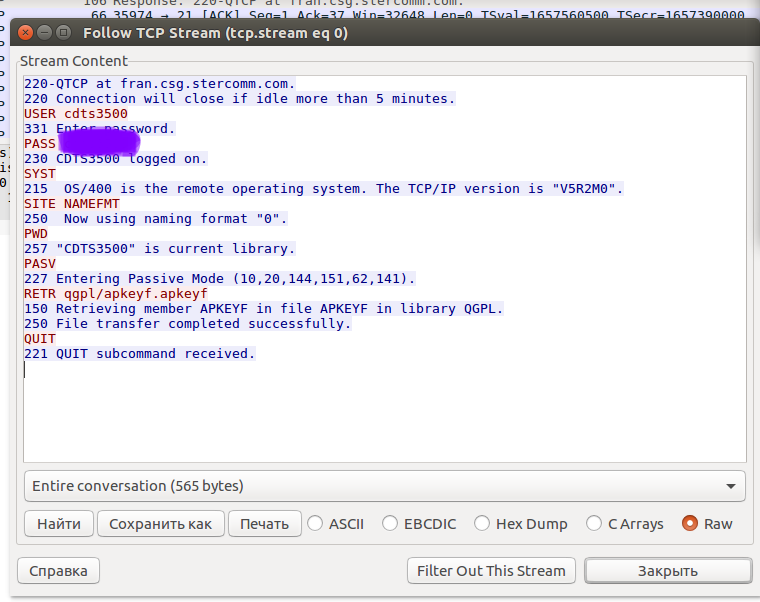 106 Response: 220-QTCP at fran.csg.stercomm.com.
66 35974 → 21 [ACK] Seq=1 Ack=37 Win=32648 Len=0 TSval=1657560500 TSecr=1657390000
Follow TCP Stream (tcp.stream eq 0)
Stream Content
220-QTCP at fran.csg.stercomm.com.
220 Connection will close if idle more than 5 minutes.
USER cdts3500
331 Enter password.
PASS
230 CDTS3500 logged on.
SYST
215  OS/400 is the remote operating system. The TCP/IP version is "V5R2M0".
SITE NAMEFMT
250  Now using naming format "0".
PWD
257 "CDTS3500" is current library.
PASV
227 Entering Passive Mode (10,20,144,151,62,141).
RETR qgpl/apkeyf.apkeyf
150 Retrieving member APKEYF in file APKEYF in library QGPL.
250 File transfer completed successfully.
QUIT
221 QUIT subcommand received.
Entire conversation (565 bytes)
Найти Сохранить как Печать ASCII EBCDIC Hex Dump C Arrays Raw
Справка Filter Out This Stream Закрыть